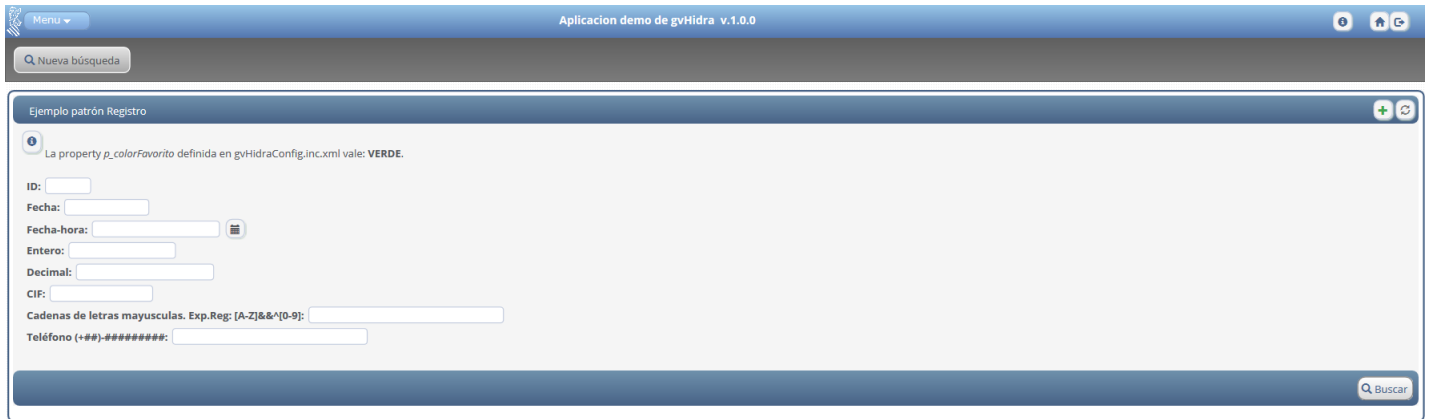 Menu
Aplicacion demo de gvHidra v.1.0.0
Nueva búsqueda
Ejemplo patrón Registro
La property p_colorFavorito definida en gvHidraConfig.inc.xml vale: VERDE.
ID:
Fecha:
Fecha-hora:
Entero:
Decimal:
CIF:
Cadenas de letras mayusculas. Exp.Reg: [A-Z]&&^[0-9]:
Teléfono (+##)-#########:
Buscar